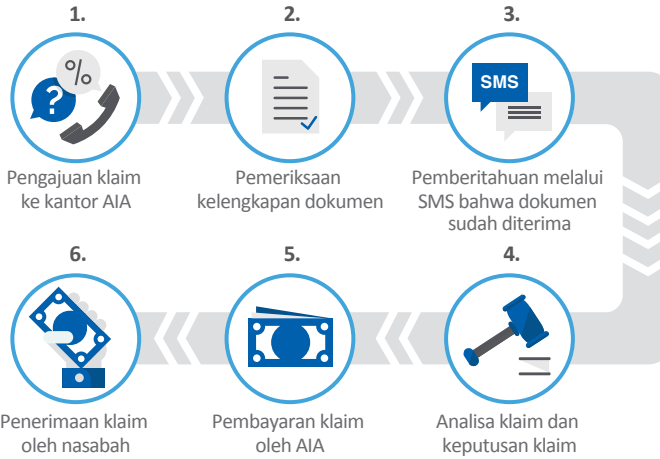 1.
%
?
Pengajuan klaim
ke kantor AIA
2.
Pemeriksaan
kelengkapan dokumen
3.
SMS
Pemberitahuan melalui
SMS bahwa dokumen
sudah diterima
4.
Analisa klaim dan
keputusan klaim
5.
Pembayaran klaim
oleh AIA
6.
Penerimaan klaim
oleh nasabah